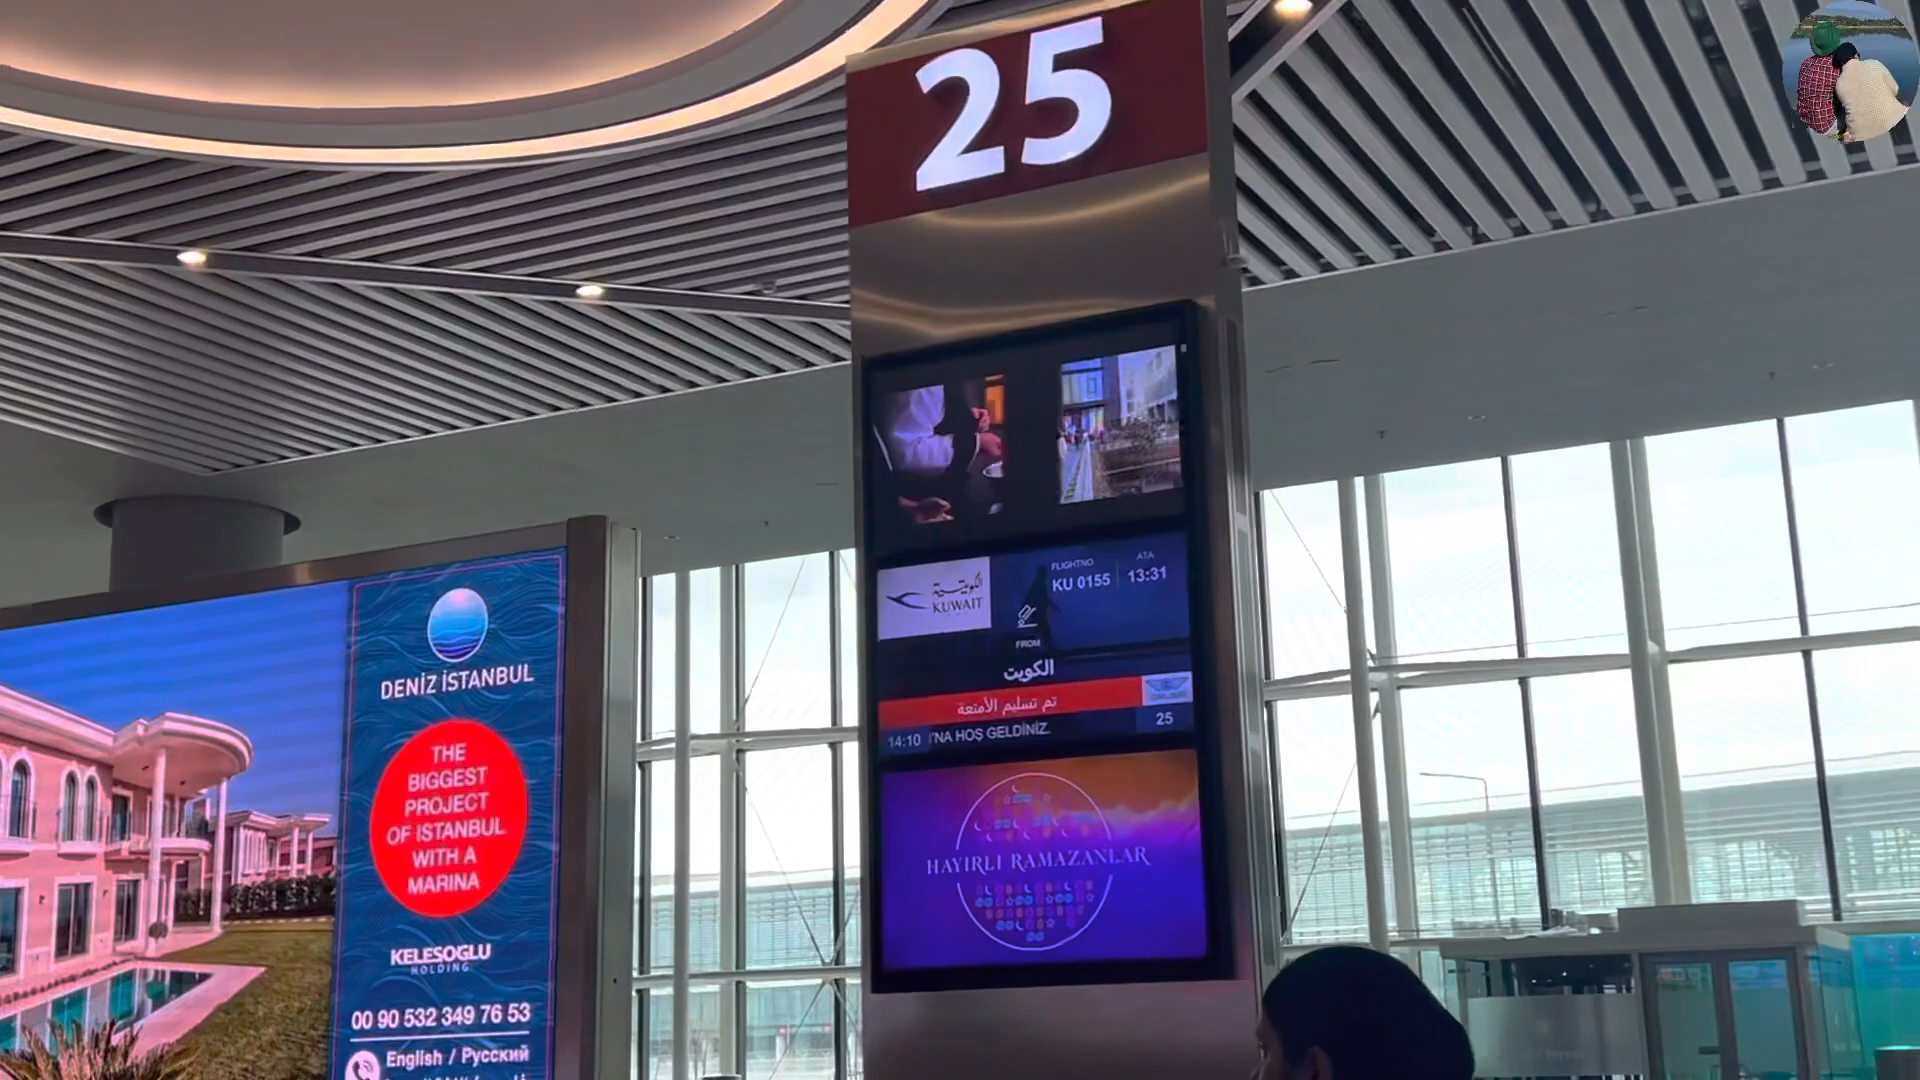 25
الكويتية
KUWAIT
FLIGHTNO
KU 0155
ATA
13:31
FROM
الكويت
تم تسليم الأمتعة
14:10 I'NA HOŞ GELDİNİZ.
25
HAYIRLI RAMAZANLAR
DENİZ İSTANBUL
THE
BIGGEST
PROJECT
OF ISTANBUL
WITH A
MARINA
KELESOGLU
HOLDING
00 90 532 349 76 53
English / Русский